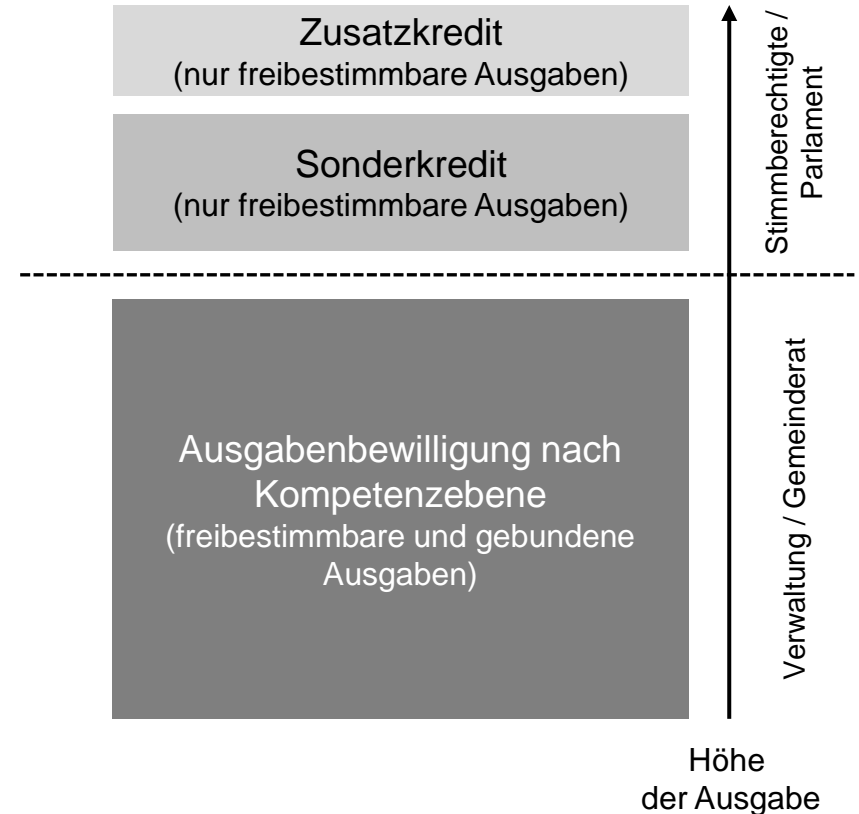 Zusatzkredit
(nur freibestimmbare Ausgaben)
Sonderkredit
(nur freibestimmbare Ausgaben)
Stimmberechtigte /
Parlament
Ausgabenbewilligung nach
Kompetenzebene
(freibestimmbare und gebundene
Ausgaben)
Verwaltung / Gemeinderat
Höhe
der Ausgabe